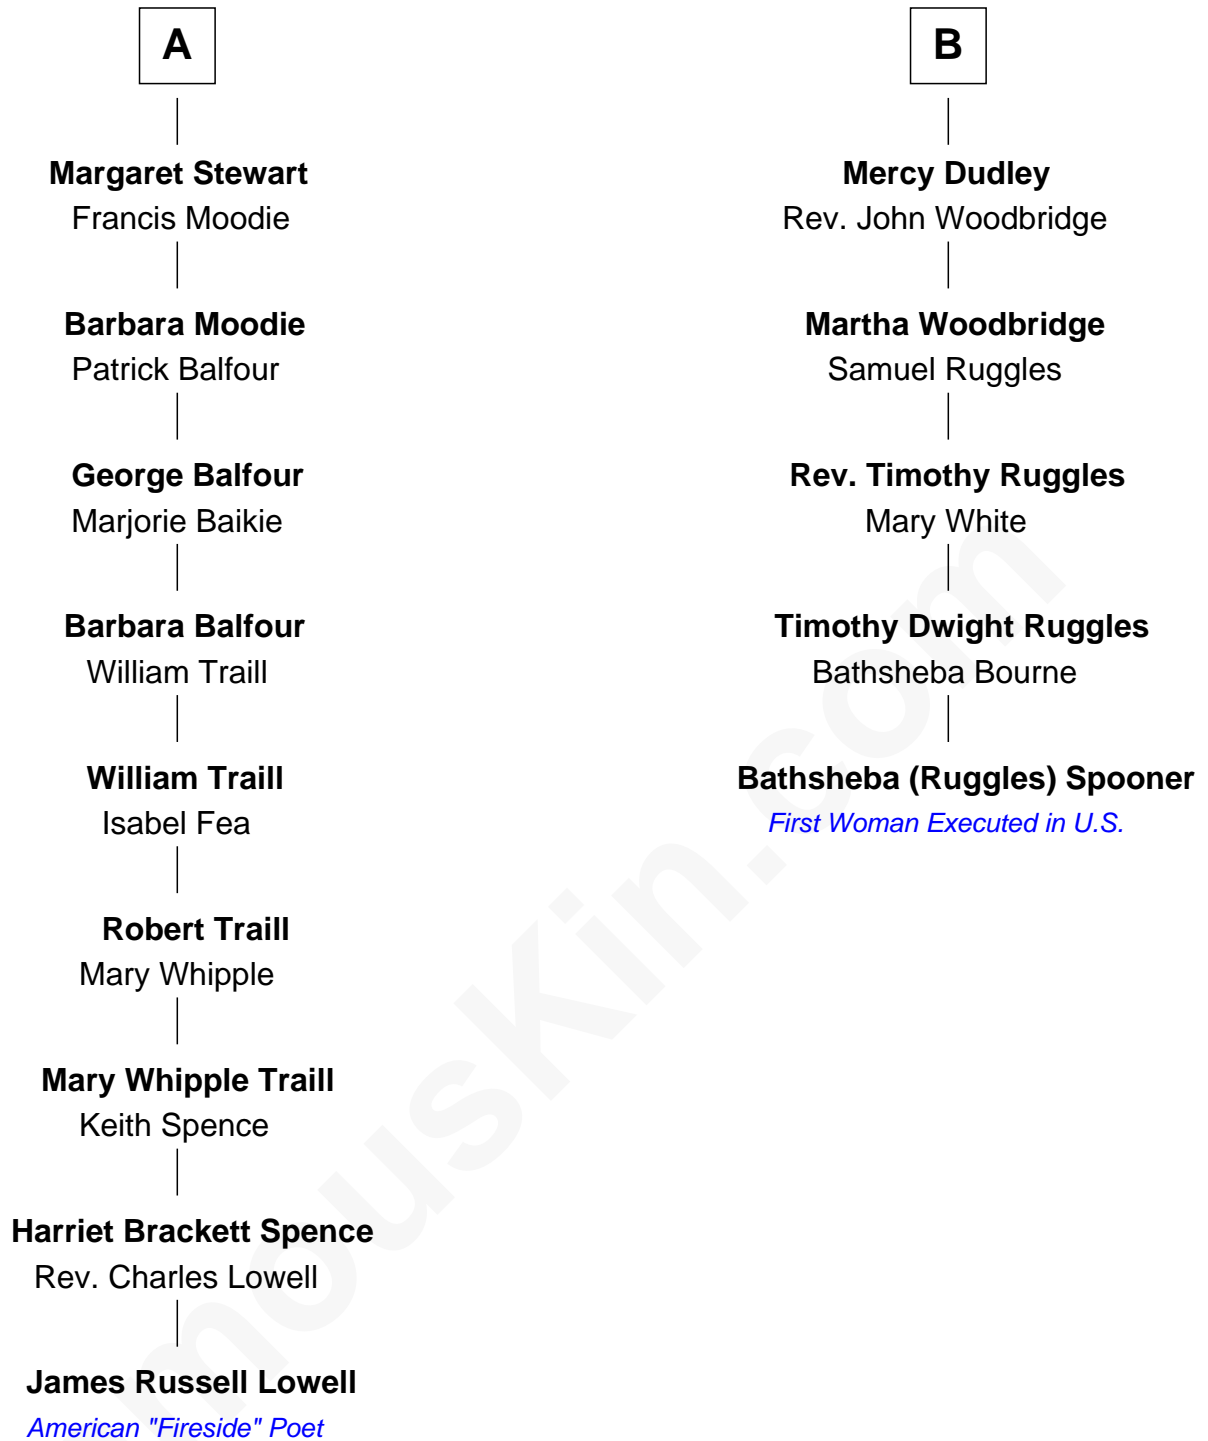 A
Margaret Stewart
Francis Moodie
Barbara Moodie
Patrick Balfour
George Balfour
Marjorie Baikie
Barbara Balfour
William Traill
William Traill
Isabel Fea
Robert Traill
Mary Whipple
Mary Whipple Traill
Keith Spence
Harriet Brackett Spence
Rev. Charles Lowell
James Russell Lowell
American "Fireside" Poet
B
Mercy Dudley
Rev. John Woodbridge
Martha Woodbridge
Samuel Ruggles
Rev. Timothy Ruggles
Mary White
Timothy Dwight Ruggles
Bathsheba Bourne
Bathsheba (Ruggles) Spooner
First Woman Executed in U.S.
mousKin.com